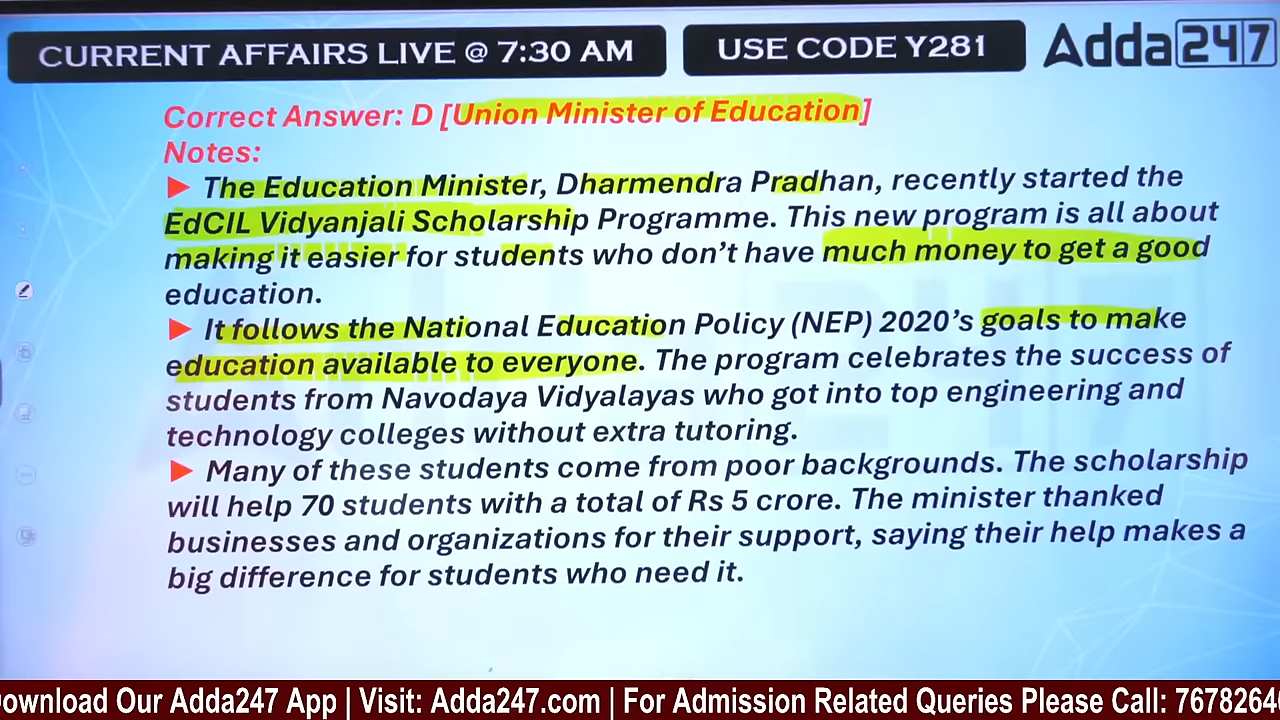 CURRENT AFFAIRS LIVE @ 7:30 AM
USE CODE Y281
Adda247
Correct Answer: D [Union Minister of Education]
Notes:
► The Education Minister, Dharmendra Pradhan, recently started the
EdCIL Vidyanjali Scholarship Programme. This new program is all about
making it easier for students who don't have much money to get a good
education.
► It follows the National Education Policy (NEP) 2020's goals to make
education available to everyone. The program celebrates the success of
students from Navodaya Vidyalayas who got into top engineering and
technology colleges without extra tutoring.
► Many of these students come from poor backgrounds. The scholarship
will help 70 students with a total of Rs 5 crore. The minister thanked
businesses and organizations for their support, saying their help makes a
big difference for students who need it.
ownload Our Adda247 App | Visit: Adda247.com | For Admission Related Queries Please Call: 7678264